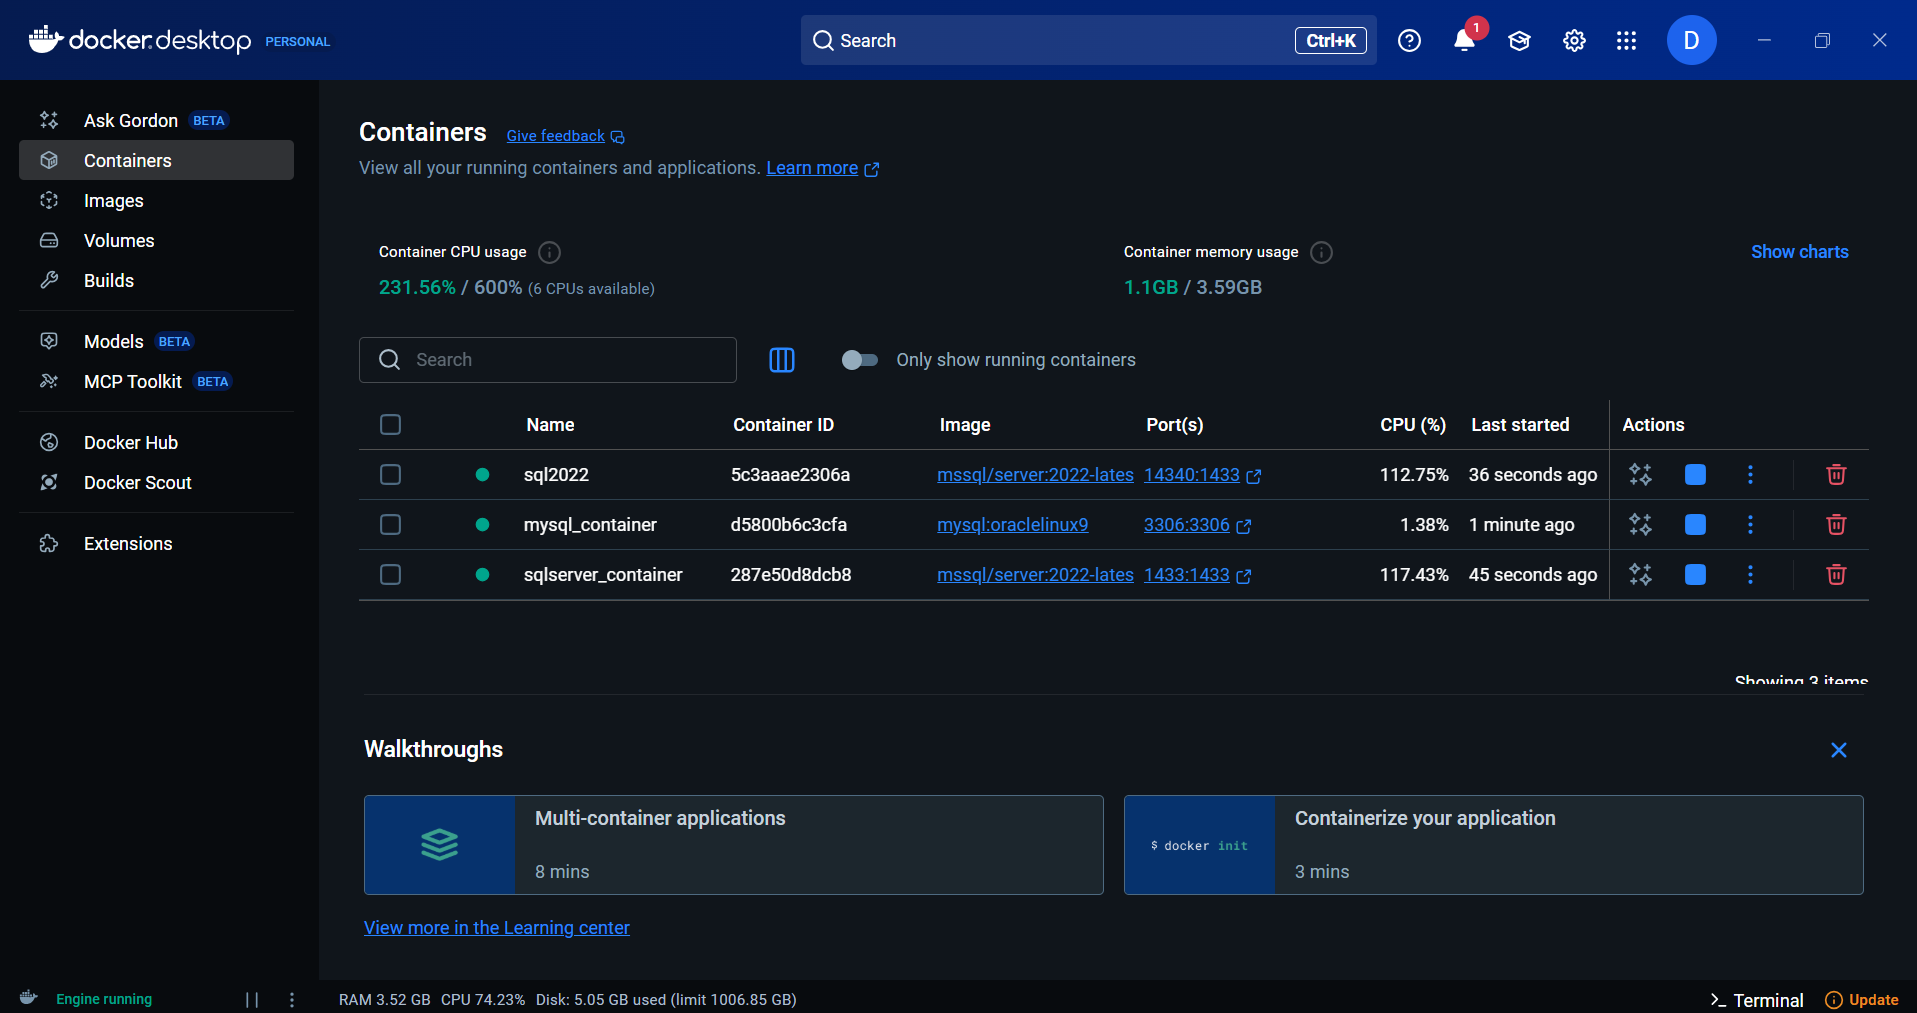 docker.desktop PERSONAL
Search Ctrl+K
1
D
Ask Gordon BETA
Containers
Images
Volumes
Builds
Models BETA
MCP Toolkit BETA
Docker Hub
Docker Scout
Extensions
Containers Give feedback
View all your running containers and applications. Learn more
Container CPU usage
231.56% / 600% (6 CPUs available)
Container memory usage
1.1GB / 3.59GB
Show charts
Search
Only show running containers
Name Container ID Image Port(s) CPU (%) Last started Actions
sql2022 5c3aaae2306a mssql/server:2022-lates 14340:1433 112.75% 36 seconds ago
mysql_container d5800b6c3cfa mysql:oraclelinux9 3306:3306 1.38% 1 minute ago
sqlserver_container 287e50d8dcb8 mssql/server:2022-lates 1433:1433 117.43% 45 seconds ago
Showing 3 items
Walkthroughs
Multi-container applications
8 mins
$ docker init
Containerize your application
3 mins
View more in the Learning center
Engine running
RAM 3.52 GB CPU 74.23% Disk: 5.05 GB used (limit 1006.85 GB)
>_ Terminal
Update